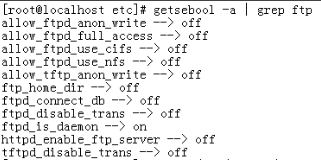 [root@localhost etc]# getsebool -a | grep ftp
allow_ftpd_anon_write --> off
allow_ftpd_full_access --> off
allow_ftpd_use_cifs --> off
allow_ftpd_use_nfs --> off
allow_tftp_anon_write --> off
ftp_home_dir --> off
ftpd_connect_db --> off
ftpd_disable_trans --> off
ftpd_is_daemon --> on
httpd_enable_ftp_server --> off
tftpd_disable_trans --> off